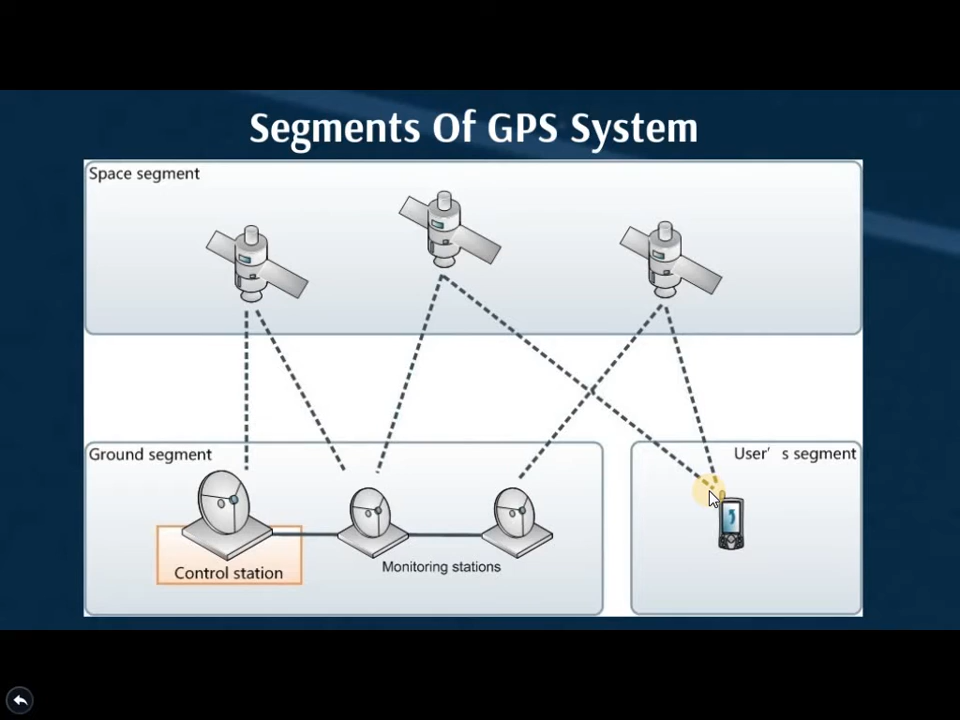 Segments Of GPS System
Space segment
Ground segment
User’ s segment
Control station
Monitoring stations